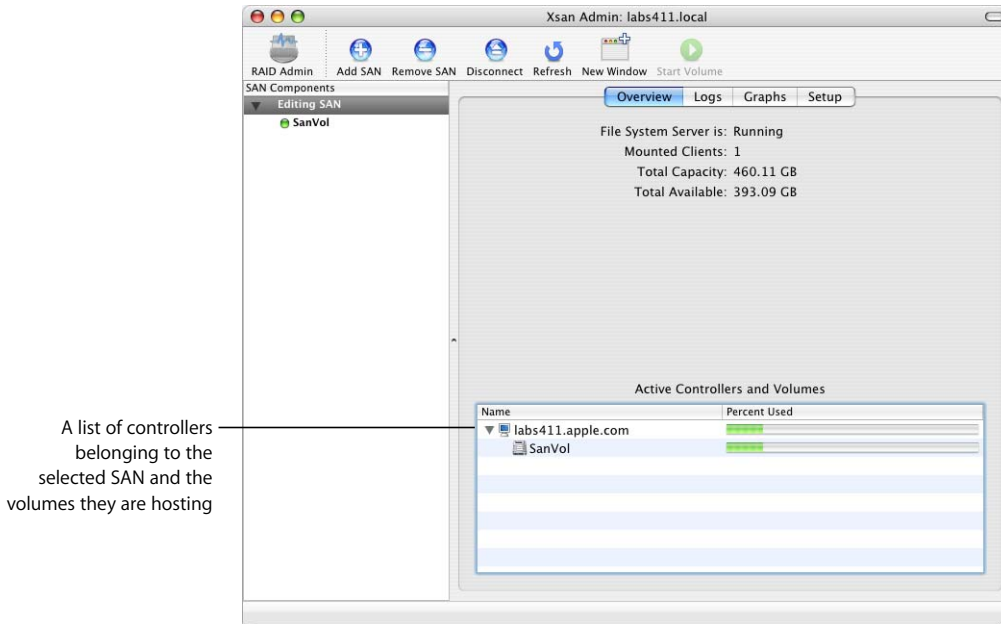 Xsan Admin: labs411.local
RAID Admin Add SAN Remove SAN Disconnect Refresh New Window Start Volume
SAN Components
Editing SAN
SanVol
Overview Logs Graphs Setup
File System Server is: Running
Mounted Clients: 1
Total Capacity: 460.11 GB
Total Available: 393.09 GB
Active Controllers and Volumes
Name Percent Used
labs411.apple.com
SanVol
A list of controllers
belonging to the
selected SAN and the
volumes they are hosting